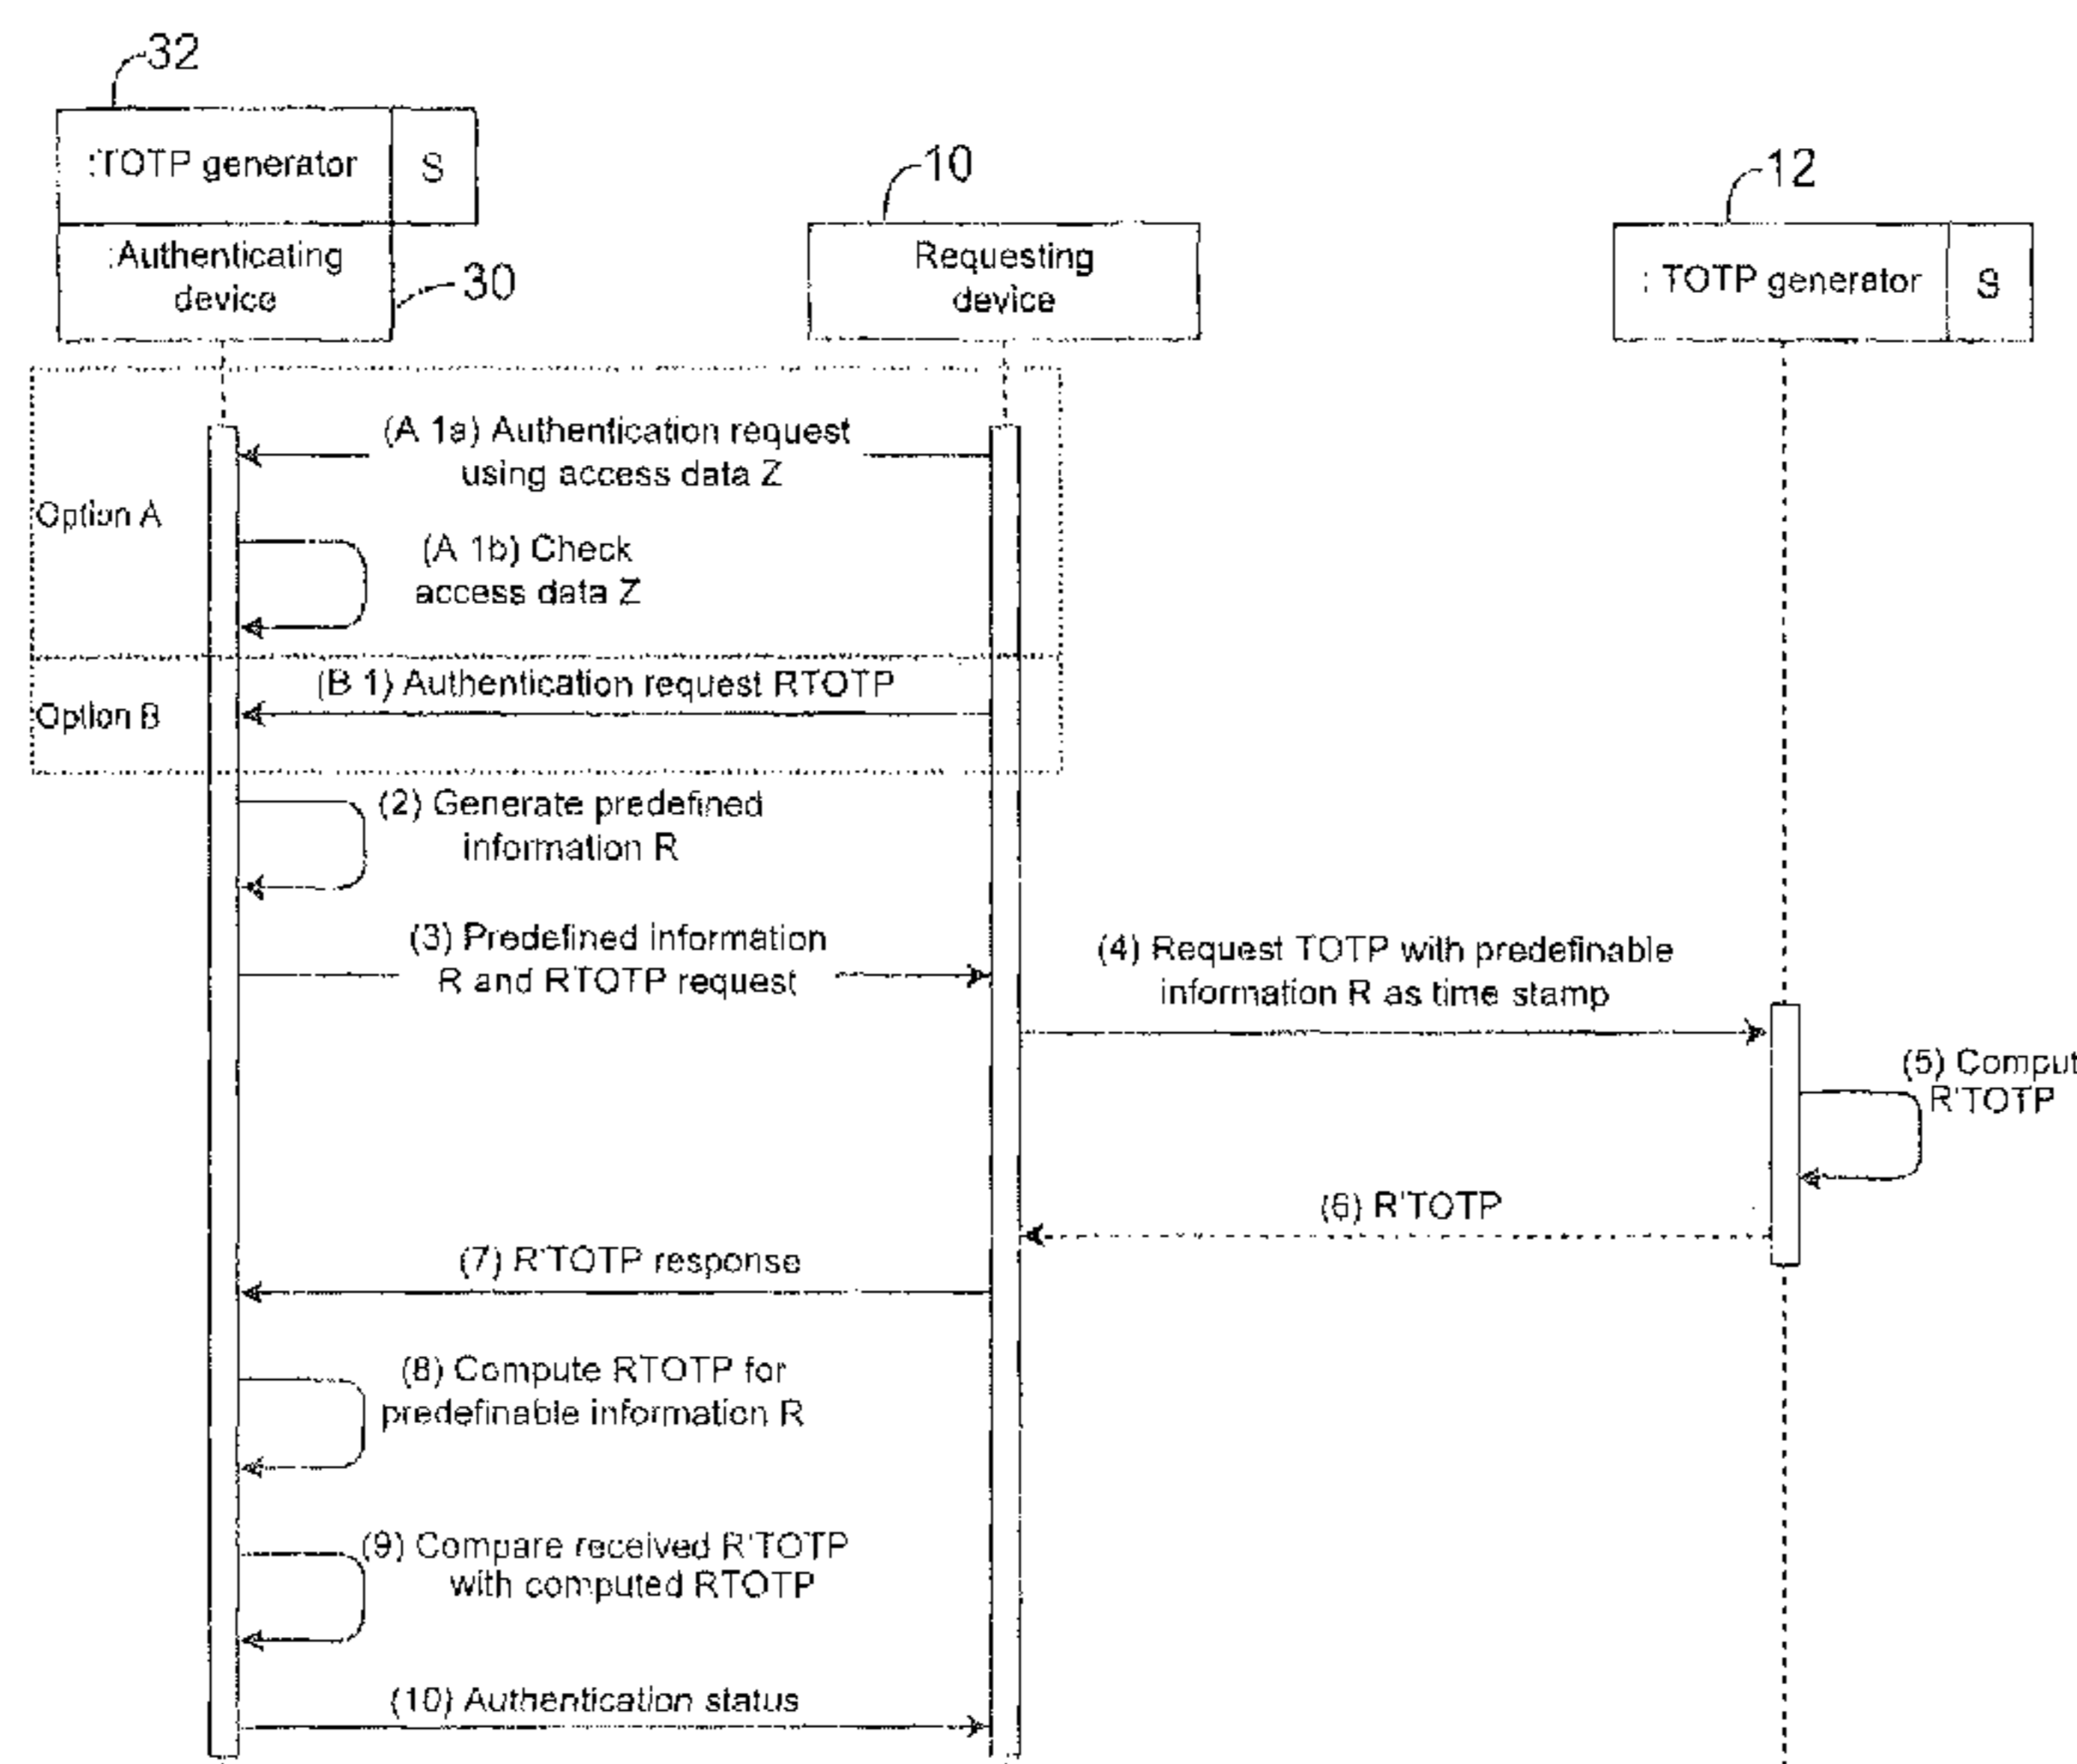 32
:TOTP generator
S
:Authenticating
device
30
10
Requesting
device
12
: TOTP generator
S
Option A
(A 1a) Authentication request
using access data Z
(A 1b) Check
access data Z
Option B
(B 1) Authentication request RTOTP
(2) Generate predefined
information R
(3) Predefined information
R and RTOTP request
(4) Request TOTP with predefinable
information R as time stamp
(5) Comput
R'TOTP
(6) R'TOTP
(7) R'TOTP response
(8) Compute RTOTP for
predefinable information R
(9) Compare received R'TOTP
with computed RTOTP
(10) Authentication status